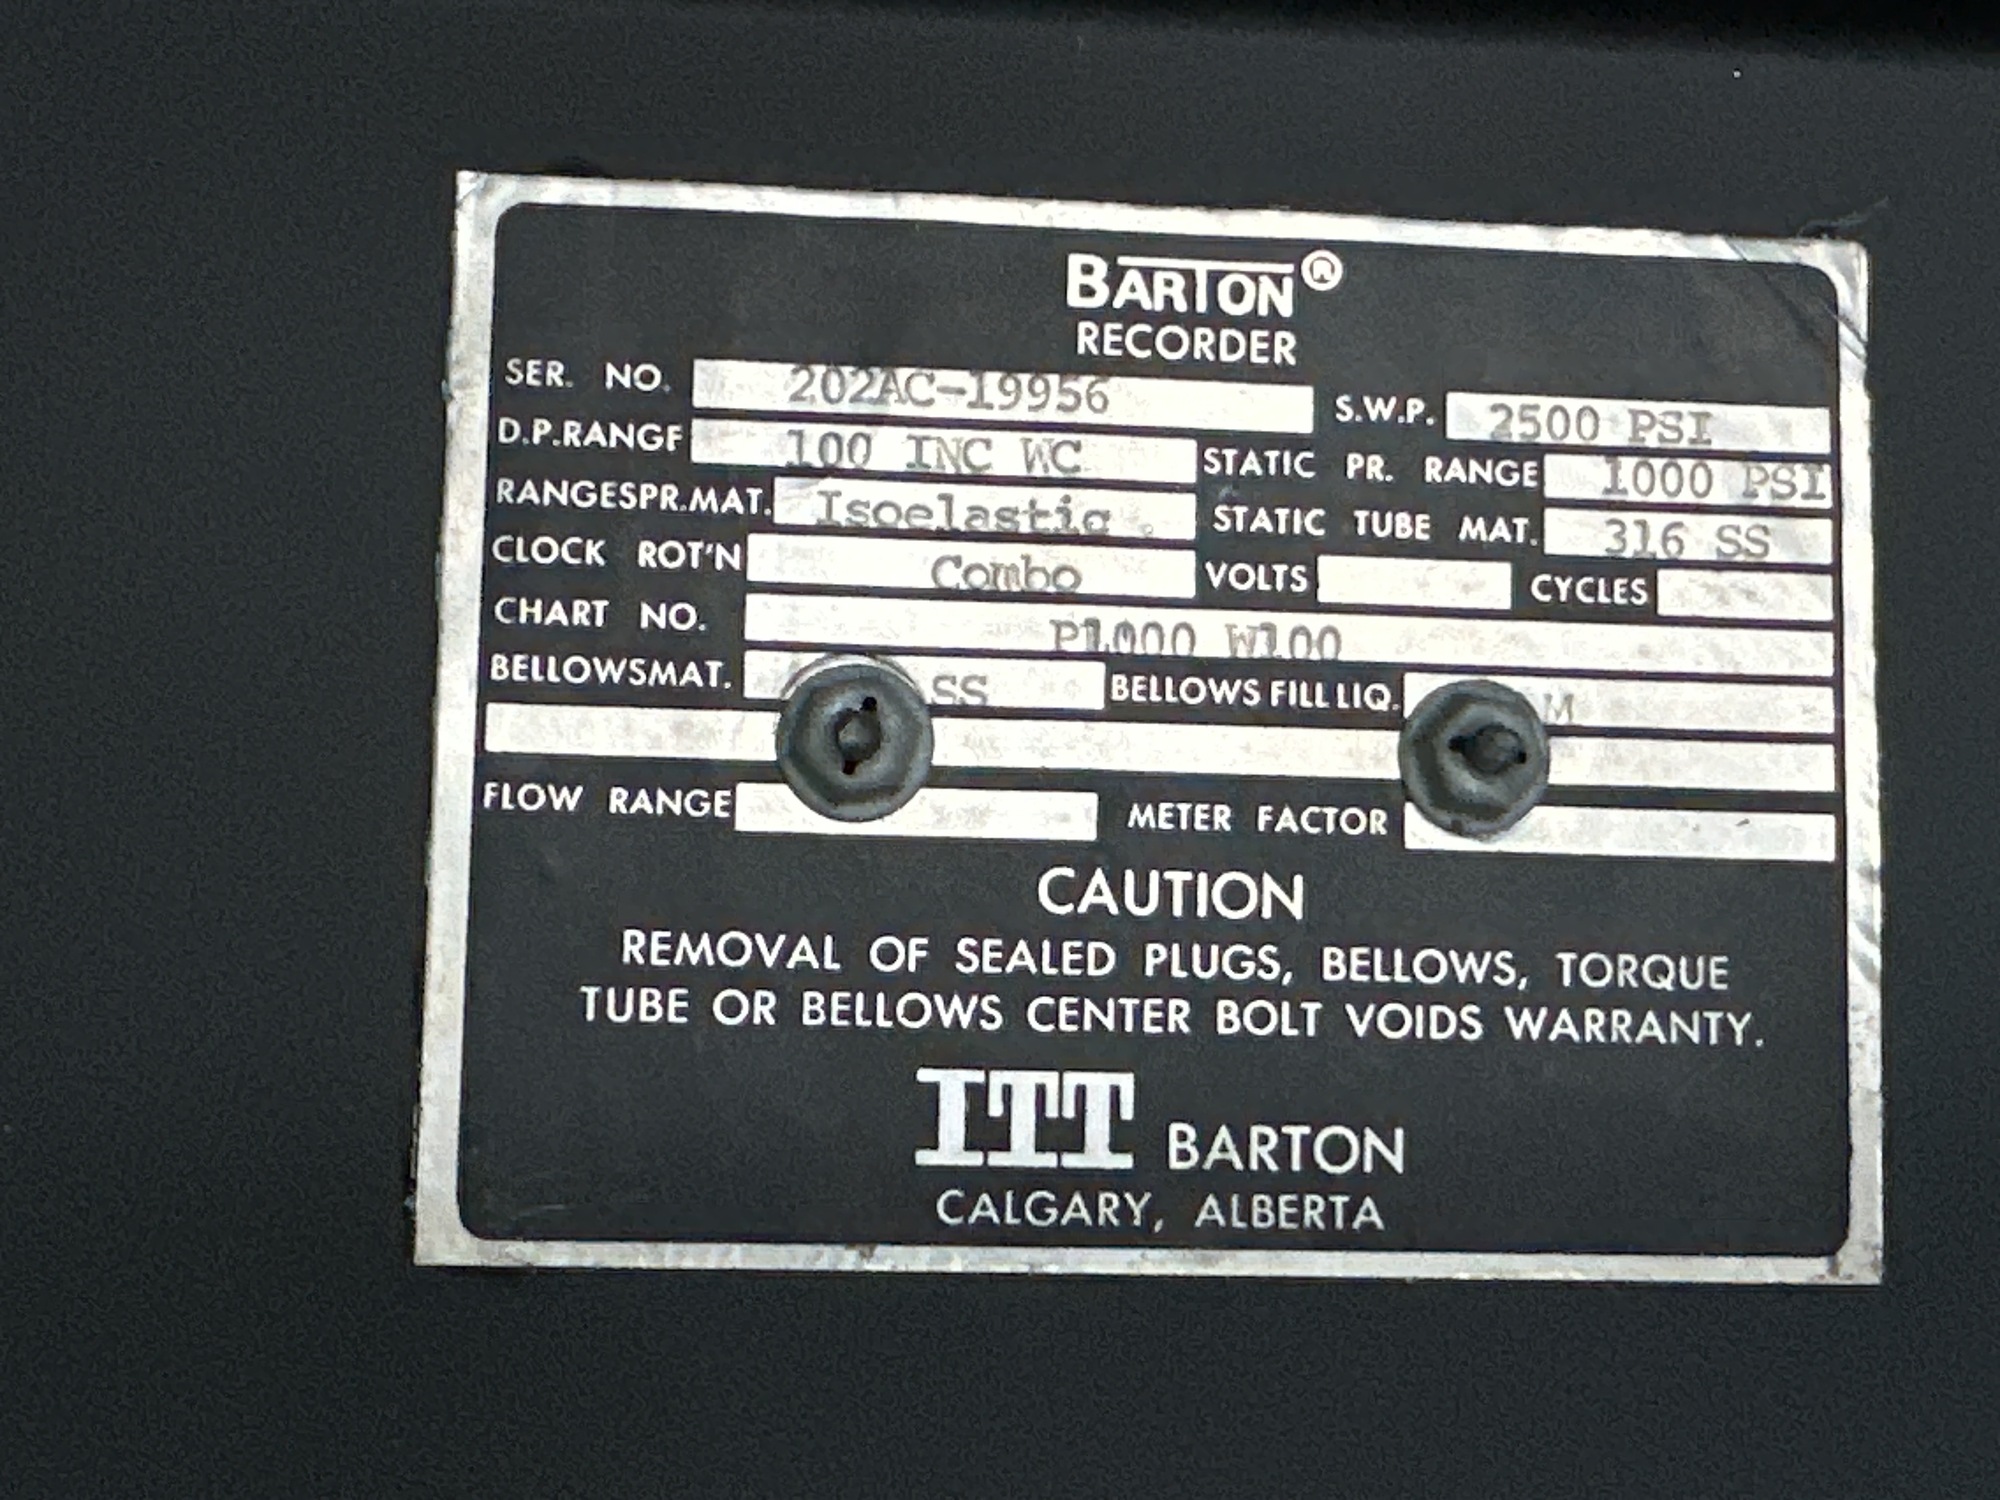 BARTON®
RECORDER
SER. NO. 202AC-19956 S.W.P. 2500 PSI
D.P.RANGE 100 INC WC STATIC PR. RANGE 1000 PSI
RANGESPR.MAT. Isoelastic . STATIC TUBE MAT. 316 SS
CLOCK ROT'N Combo VOLTS CYCLES
CHART NO. P1000 W100
BELLOWSMAT. SS BELLOWS FILL LIQ.
FLOW RANGE METER FACTOR
CAUTION
REMOVAL OF SEALED PLUGS, BELLOWS, TORQUE
TUBE OR BELLOWS CENTER BOLT VOIDS WARRANTY.
ITT BARTON
CALGARY, ALBERTA